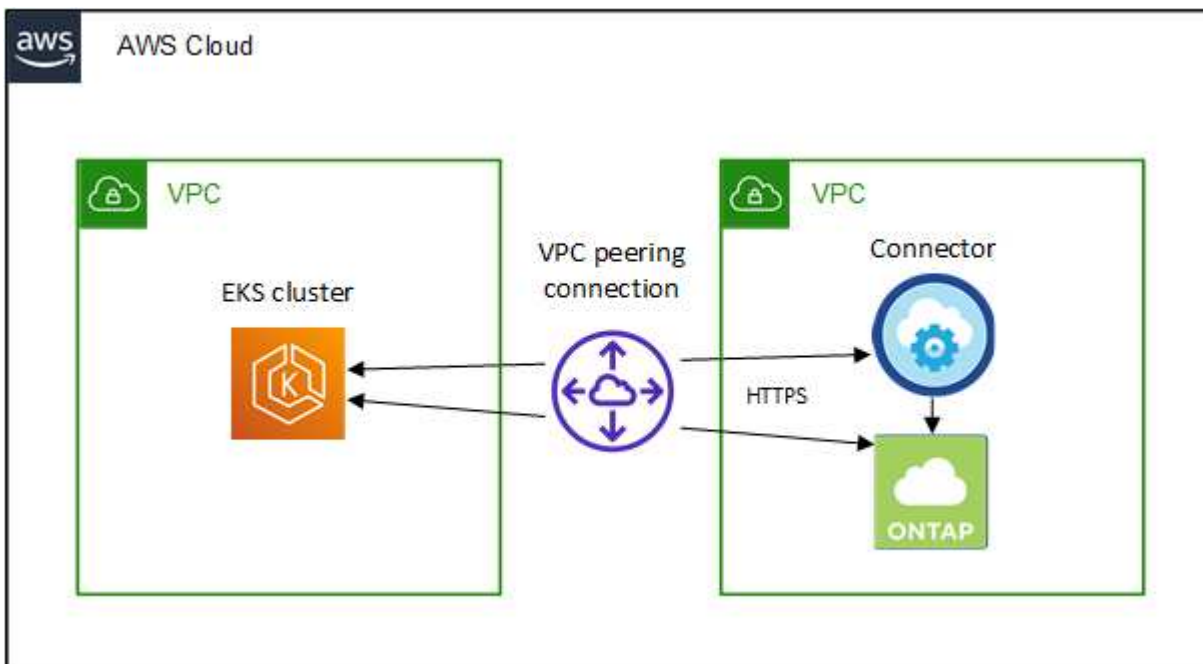 aws
AWS Cloud
VPC
VPC
Connector
VPC peering
connection
EKS cluster
K
HTTPS
ONTAP